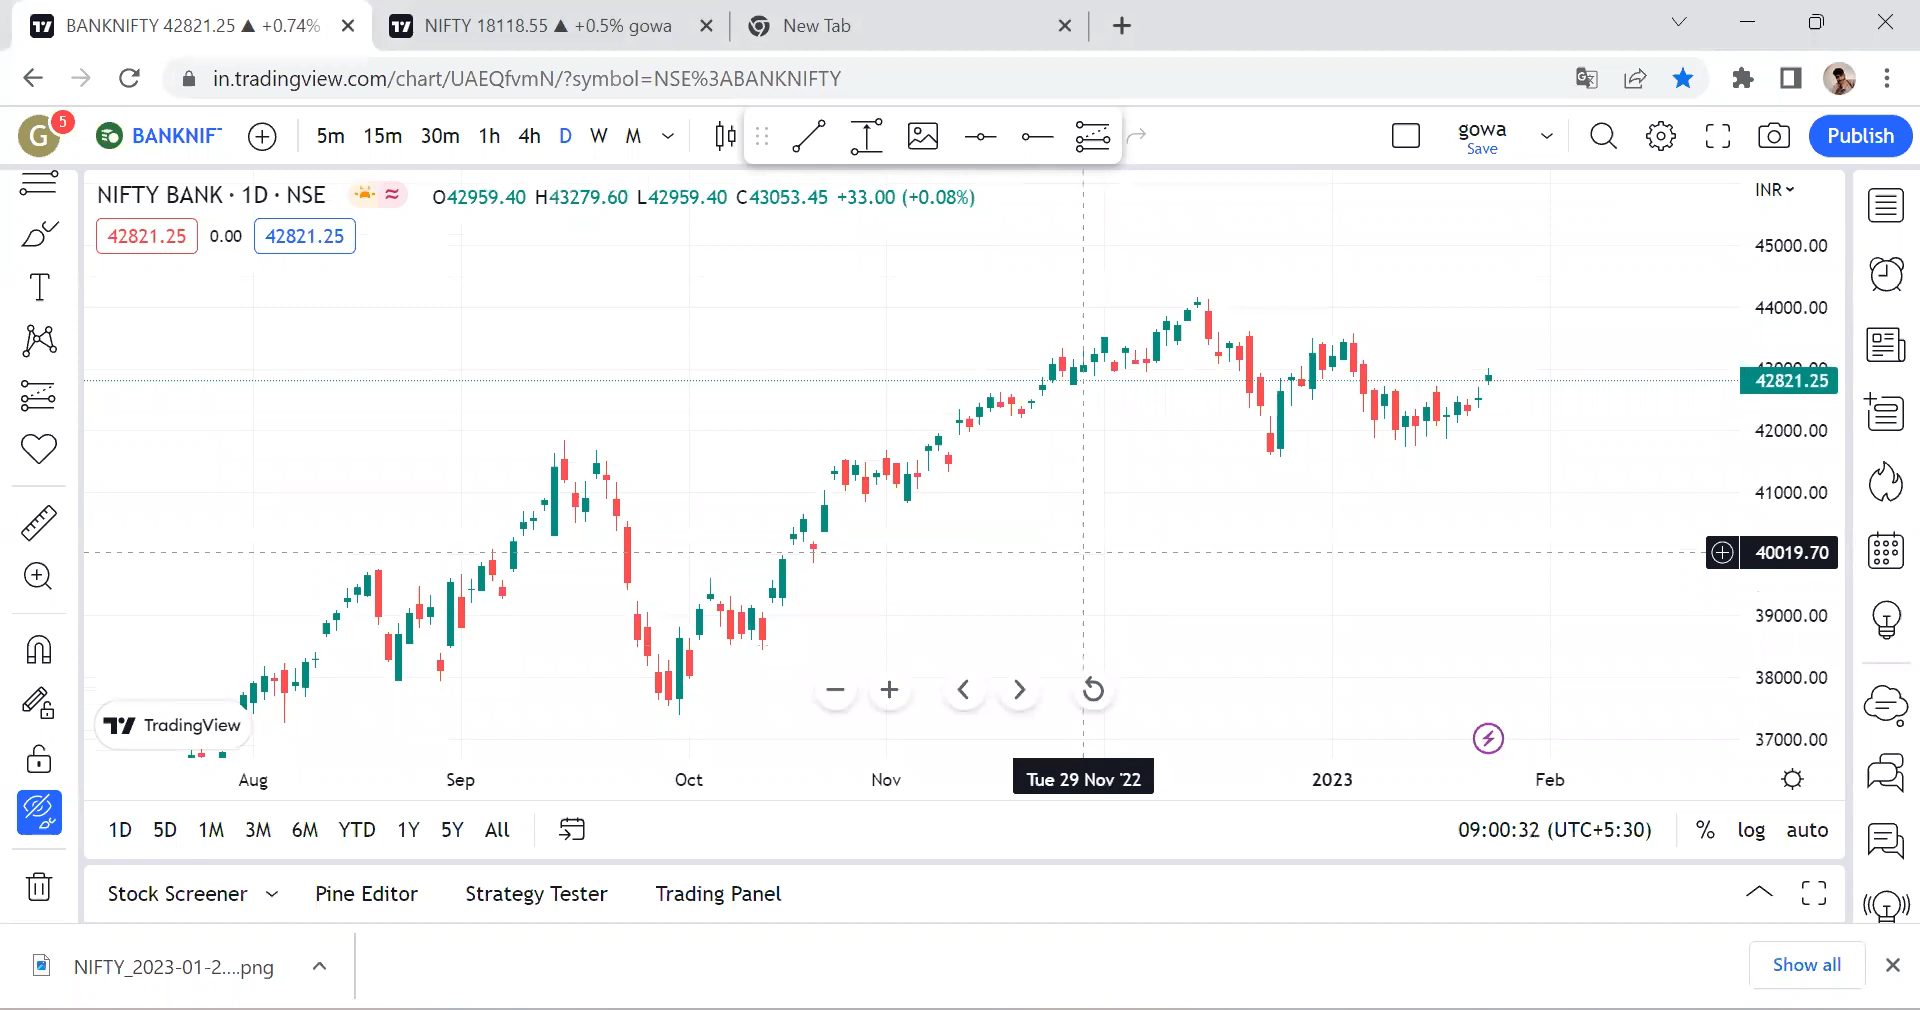 BANKNIFTY 42821.25 ▲ +0.74%
NIFTY 18118.55 ▲ +0.5% gowa
New Tab
in.tradingview.com/chart/UAEQfvmN/?symbol=NSE%3ABANKNIFTY
G
5
BANKNIF
5m 15m 30m 1h 4h D W M
gowa
Save
Publish
NIFTY BANK · 1D · NSE
O42959.40 H43279.60 L42959.40 C43053.45 +33.00 (+0.08%)
INR
42821.25 0.00 42821.25
45000.00
44000.00
42821.25
42000.00
41000.00
40019.70
39000.00
38000.00
37000.00
TradingView
Aug Sep Oct Nov Tue 29 Nov '22 2023 Feb
1D 5D 1M 3M 6M YTD 1Y 5Y All
09:00:32 (UTC+5:30) % log auto
Stock Screener Pine Editor Strategy Tester Trading Panel
NIFTY_2023-01-2....png
Show all